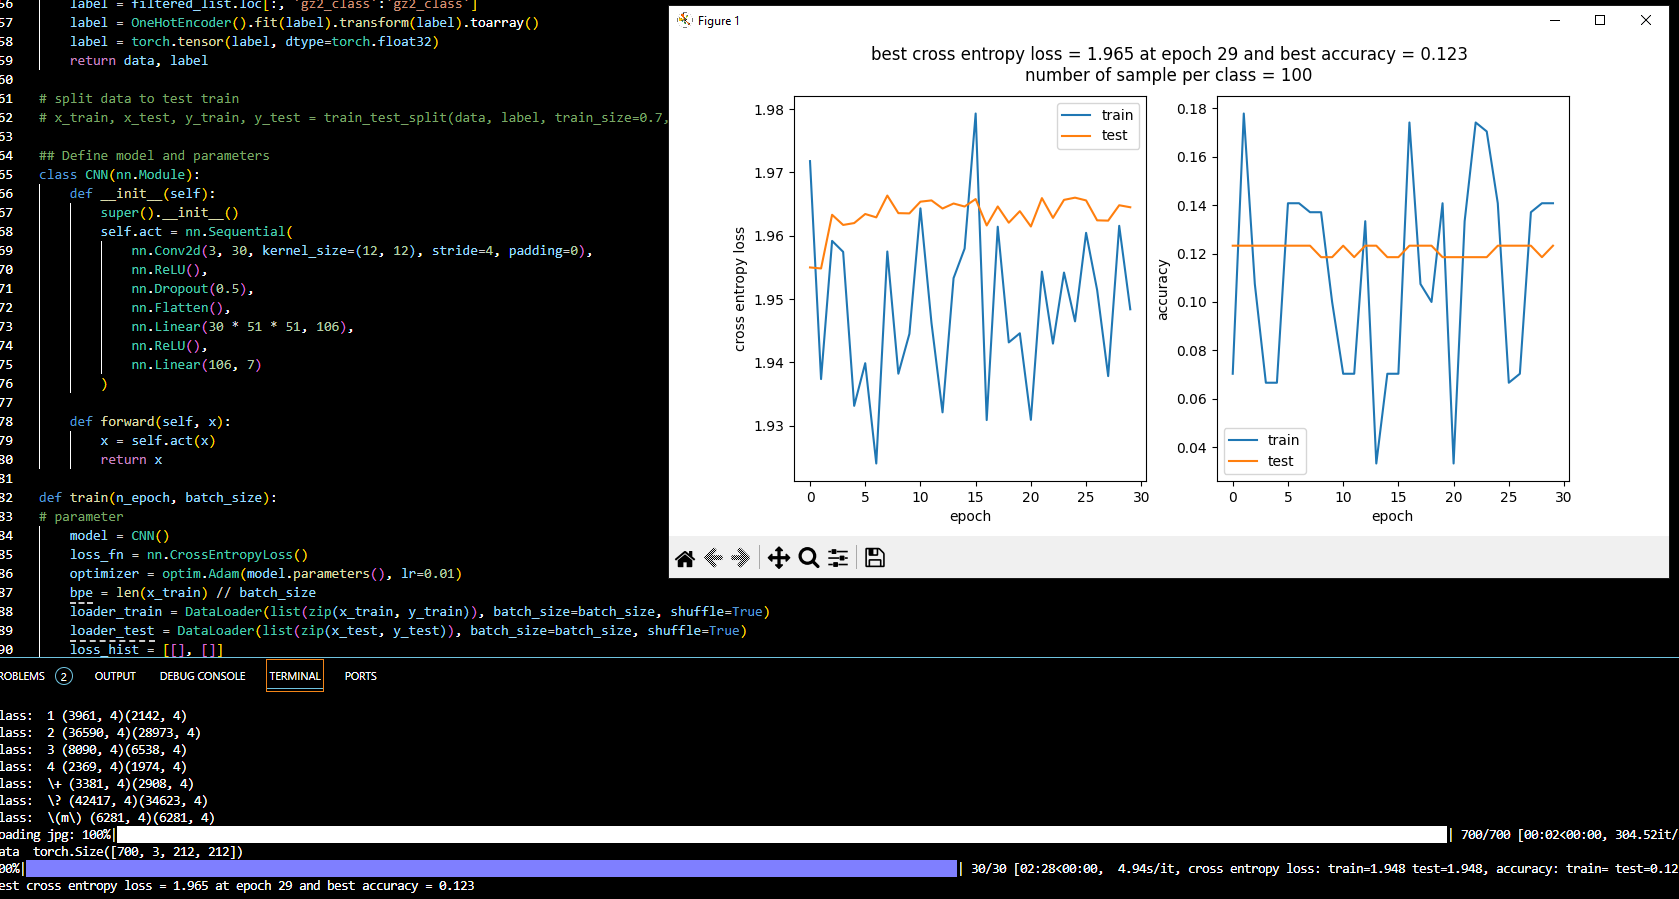 56 label = filtered_list.loc[:, 'gz2_class':'gz2_class']
57 label = OneHotEncoder().fit(label).transform(label).toarray()
58 label = torch.tensor(label, dtype=torch.float32)
59 return data, label
60
61 # split data to test train
62 # x_train, x_test, y_train, y_test = train_test_split(data, label, train_size=0.7,
63
64 ## Define model and parameters
65 class CNN(nn.Module):
66 def __init__(self):
67 super().__init__()
68 self.act = nn.Sequential(
69 nn.Conv2d(3, 30, kernel_size=(12, 12), stride=4, padding=0),
70 nn.ReLU(),
71 nn.Dropout(0.5),
72 nn.Flatten(),
73 nn.Linear(30 * 51 * 51, 106),
74 nn.ReLU(),
75 nn.Linear(106, 7)
76 )
77
78 def forward(self, x):
79 x = self.act(x)
80 return x
81
82 def train(n_epoch, batch_size):
83 # parameter
84 model = CNN()
85 loss_fn = nn.CrossEntropyLoss()
86 optimizer = optim.Adam(model.parameters(), lr=0.01)
87 bpe = len(x_train) // batch_size
88 loader_train = DataLoader(list(zip(x_train, y_train)), batch_size=batch_size, shuffle=True)
89 loader_test = DataLoader(list(zip(x_test, y_test)), batch_size=batch_size, shuffle=True)
90 loss_hist = [[], []]
Figure 1
best cross entropy loss = 1.965 at epoch 29 and best accuracy = 0.123
number of sample per class = 100
1.98
1.97
1.96
1.95
1.94
1.93
cross entropy loss
train
test
0 5 10 15 20 25 30
epoch
0.18
0.16
0.14
0.12
0.10
0.08
0.06
0.04
accuracy
train
test
0 5 10 15 20 25 30
epoch
ROBLEMS 2 OUTPUT DEBUG CONSOLE TERMINAL PORTS
lass: 1 (3961, 4)(2142, 4)
lass: 2 (36590, 4)(28973, 4)
lass: 3 (8090, 4)(6538, 4)
lass: 4 (2369, 4)(1974, 4)
lass: \+ (3381, 4)(2908, 4)
lass: \? (42417, 4)(34623, 4)
lass: \(m\) (6281, 4)(6281, 4)
oading jpg: 100%| | 700/700 [00:02<00:00, 304.52it/
ata torch.Size([700, 3, 212, 212])
00%| | 30/30 [02:28<00:00, 4.94s/it, cross entropy loss: train=1.948 test=1.948, accuracy: train= test=0.12
est cross entropy loss = 1.965 at epoch 29 and best accuracy = 0.123